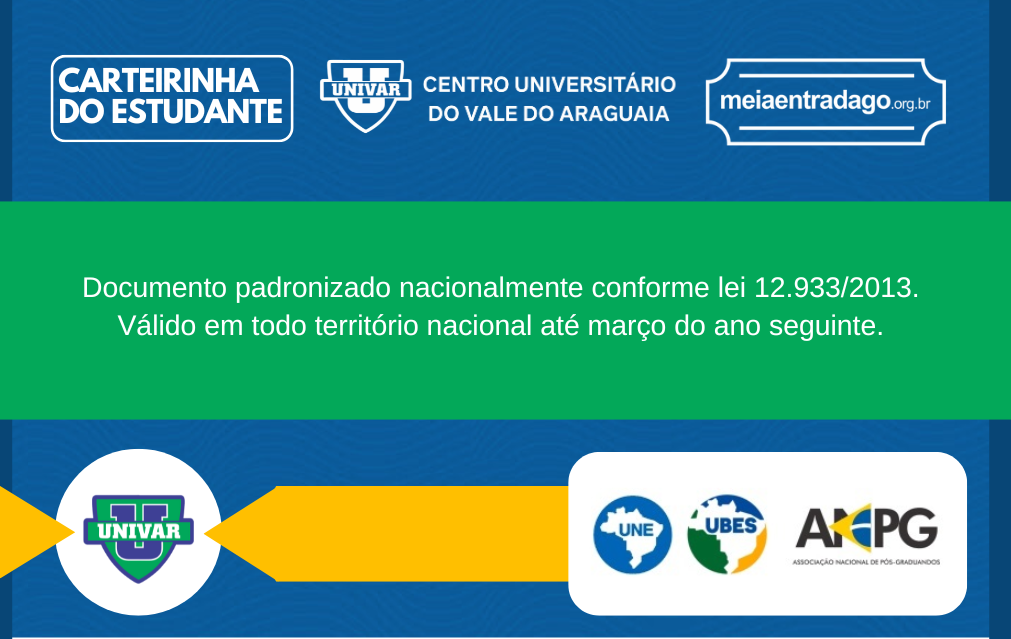 CARTEIRINHA
DO ESTUDANTE
UNIVAR
CENTRO UNIVERSITÁRIO
DO VALE DO ARAGUAIA
meiaentradago.org.br
Documento padronizado nacionalmente conforme lei 12.933/2013.
Válido em todo território nacional até março do ano seguinte.
UNIVAR
UNE
UBES
ANPG
ASSOCIAÇÃO NACIONAL DE PÓS-GRADUANDOS